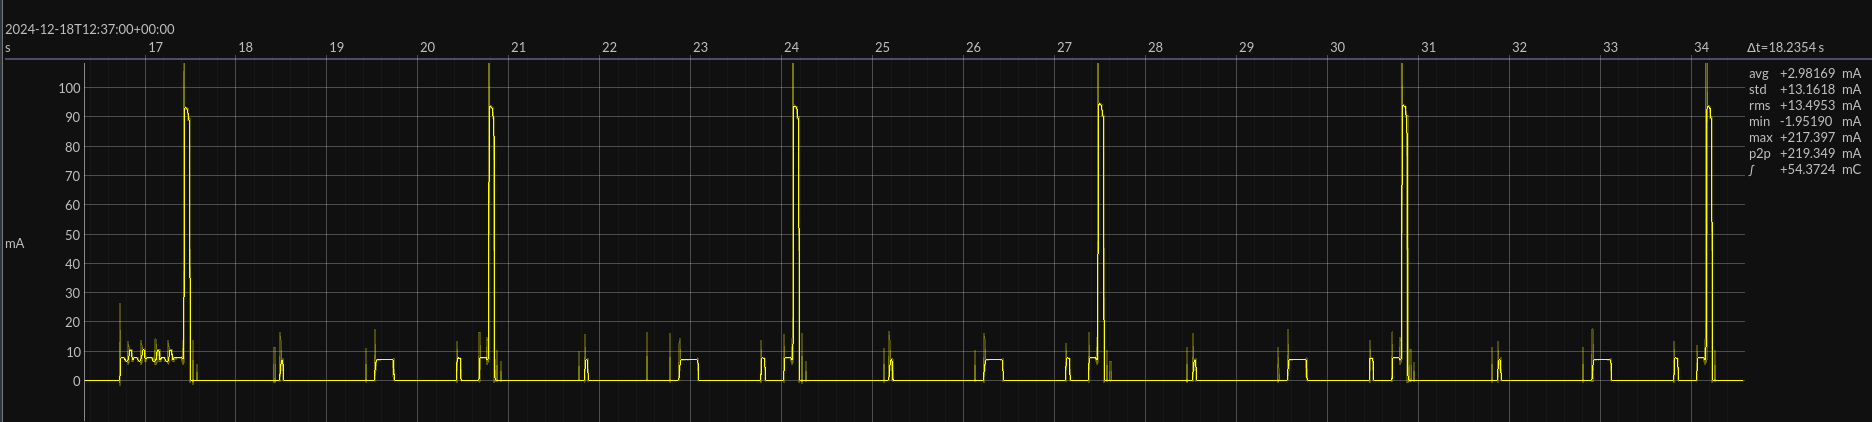 2024-12-18T12:37:00+00:00
s 17 18 19 20 21 22 23 24 25 26 27 28 29 30 31 32 33 34 Δt=18.2354 s
avg +2.98169 mA
std +13.1618 mA
rms +13.4953 mA
min -1.95190 mA
max +217.397 mA
p2p +219.349 mA
∫ +54.3724 mC
100
90
80
70
60
50
mA
40
30
20
10
0